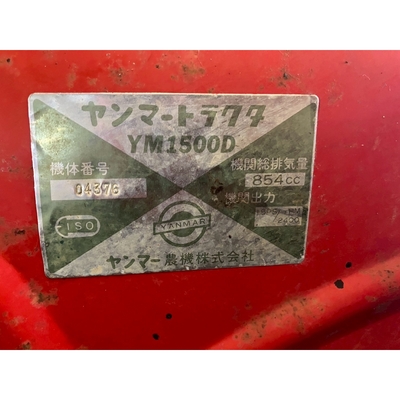 ヤンマートラクタ
YM1500D
機体番号
04376
機関総排気量
854cc
機関出力
ISO
YANMAR
ヤンマー農機株式会社